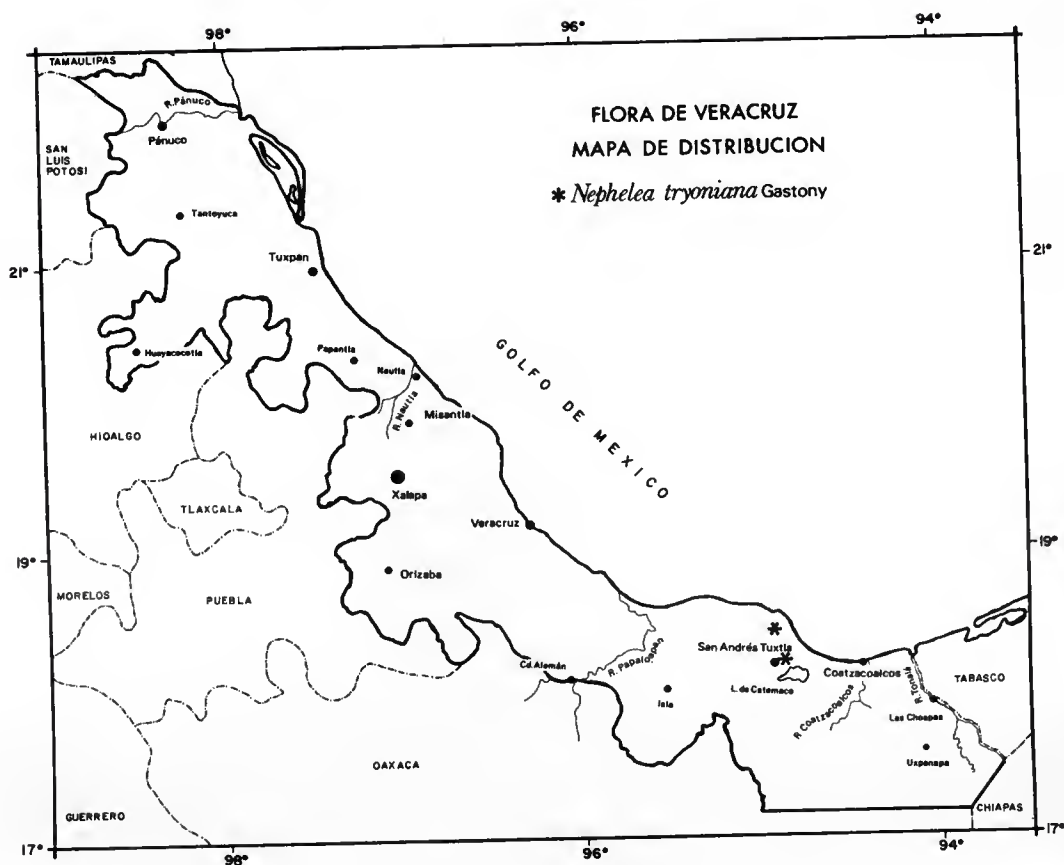 98°
96°
94°
TAMAULIPAS
R. Pánuco
Pánuco
SAN
LUIS
POTOSI
FLORA DE VERACRUZ
MAPA DE DISTRIBUCION
* Nephelea tryoniana Gastony
Tantoyuca
Tuxpan
21°
21°
Huayacocotla
Papantla
Nautla
R. Nautla
Misantla
GOLFO DE MEXICO
HIDALGO
Xalapa
TLAXCALA
Veracruz
19°
19°
MORELOS
PUEBLA
Orizaba
San Andrés Tuxtla
Cd. Alemán
R. Papaloapan
L. de Catemaco
Coatzacoalcos
R. Tonalá
TABASCO
Isla
R. Coatzacoalcos
Las Choapas
Uxpanapa
OAXACA
GUERRERO
CHIAPAS
17°
17°
98°
96°
94°